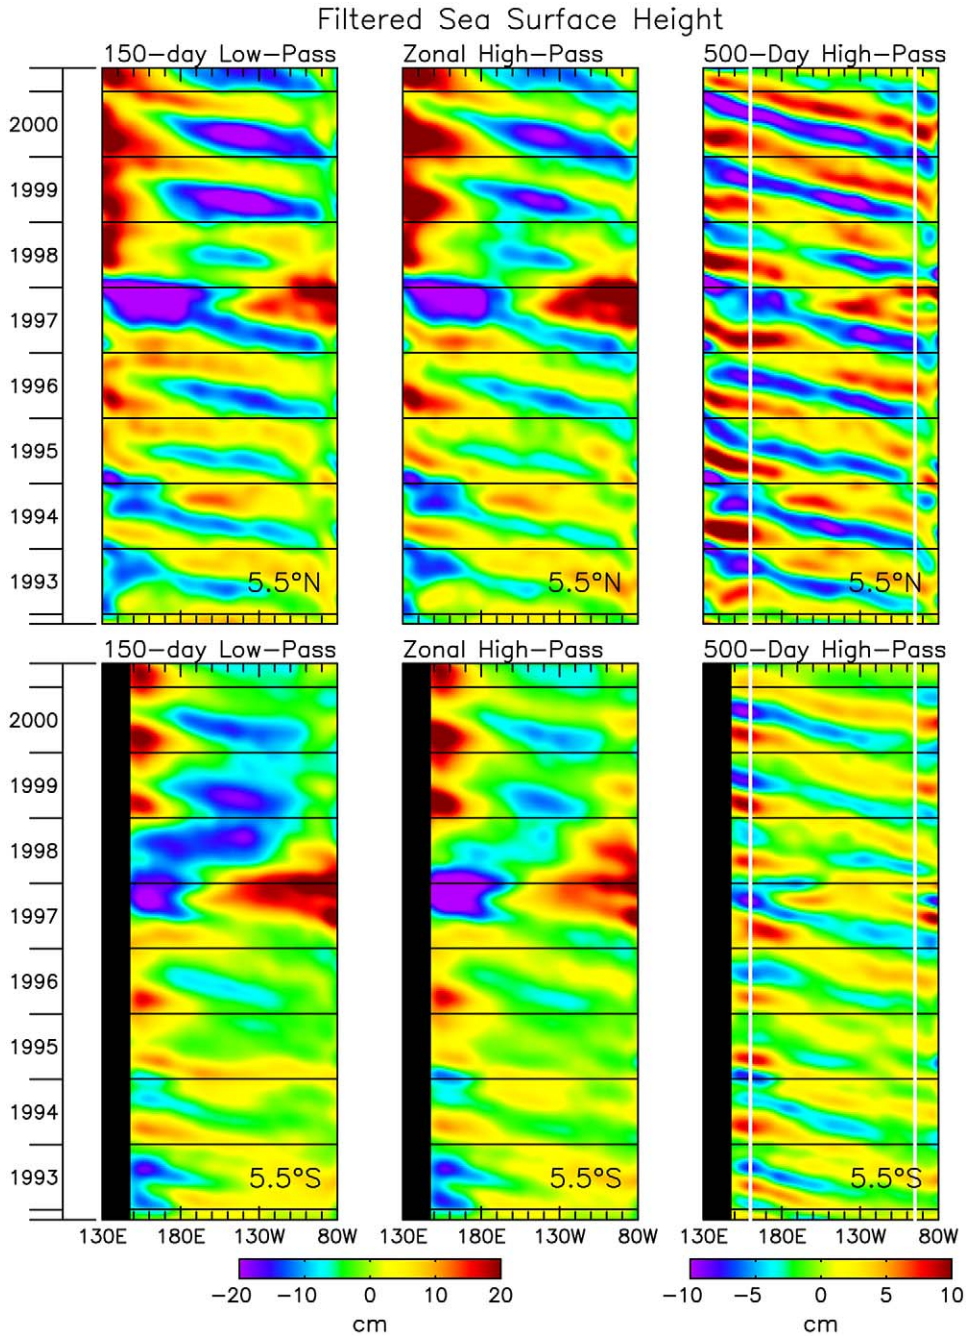 Filtered Sea Surface Height
150-day Low-Pass Zonal High-Pass 500-Day High-Pass
2000
1999
1998
1997
1996
1995
1994
1993
5.5°N 5.5°N 5.5°N
150-day Low-Pass Zonal High-Pass 500-Day High-Pass
2000
1999
1998
1997
1996
1995
1994
1993
5.5°S 5.5°S 5.5°S
130E 180E 130W 80W 130E 180E 130W 80W 130E 180E 130W 80W
-20 -10 0 10 20 -10 -5 0 5 10
cm cm